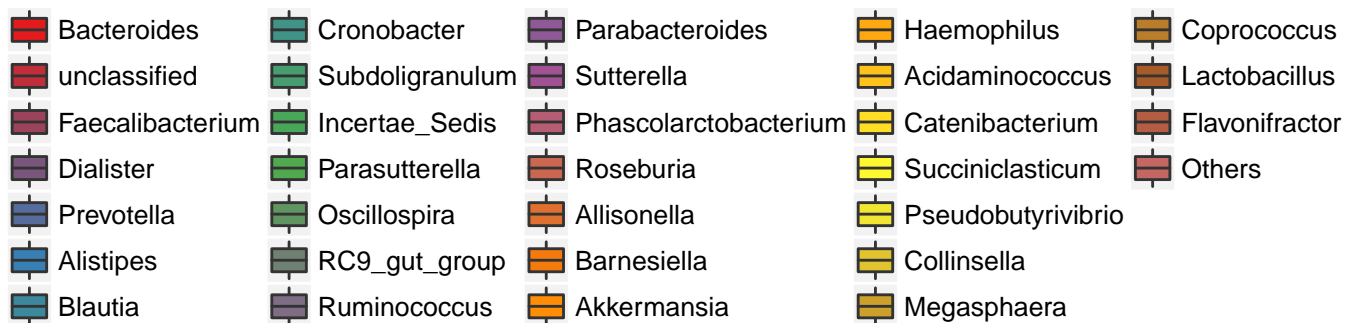 Bacteroides
unclassified
Faecalibacterium
Dialister
Prevotella
Alistipes
Blautia
Cronobacter
Subdoligranulum
Incertae_Sedis
Parasutterella
Oscillospira
RC9_gut_group
Ruminococcus
Parabacteroides
Sutterella
Phascolarctobacterium
Roseburia
Allisonella
Barnesiella
Akkermansia
Haemophilus
Acidaminococcus
Catenibacterium
Succiniclasticum
Pseudobutyrivibrio
Collinsella
Megasphaera
Coprococcus
Lactobacillus
Flavonifractor
Others